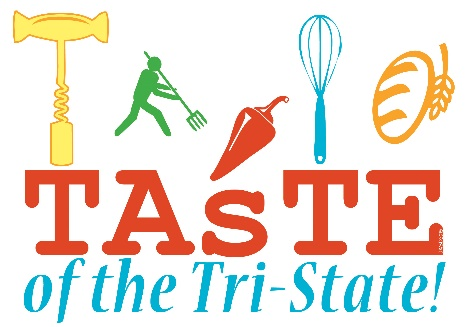 TAsTE
of the Tri-State!